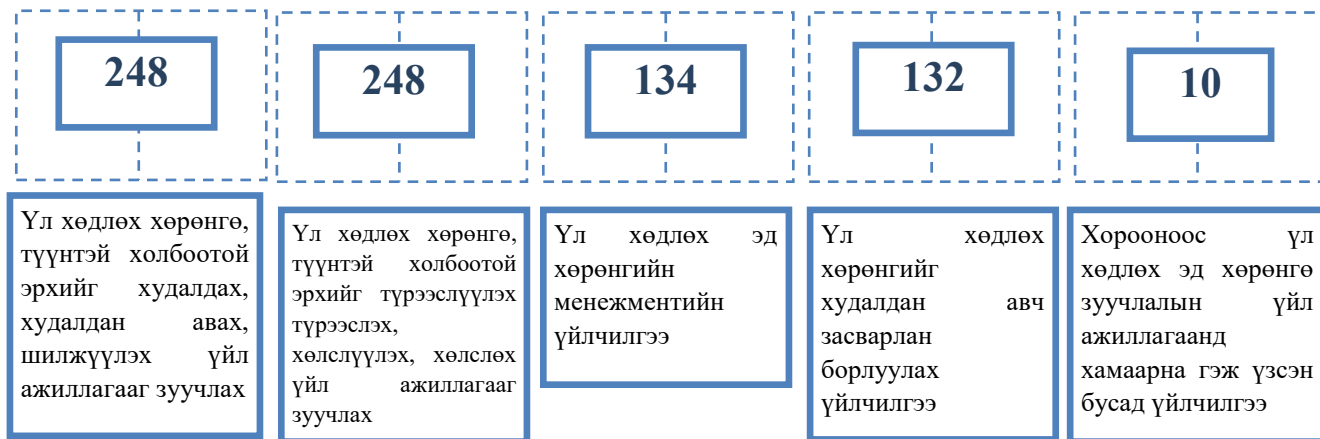 248
248
134
132
10
Үл хөдлөх хөрөнгө,
түүнтэй холбоотой
эрхийг худалдах,
худалдан авах,
шилжүүлэх үйл
ажиллагааг зуучлах
Үл хөдлөх хөрөнгө,
түүнтэй холбоотой
эрхийг түрээслүүлэх
түрээслэх,
хөлслүүлэх, хөлслөх
үйл ажиллагааг
зуучлах
Үл хөдлөх эд
хөрөнгийн
менежментийн
үйлчилгээ
Үл хөдлөх
хөрөнгийг
худалдан авч
засварлан
борлуулах
үйлчилгээ
Хорооноос үл
хөдлөх эд хөрөнгө
зуучлалын үйл
ажиллагаанд
хамаарна гэж үзсэн
бусад үйлчилгээ